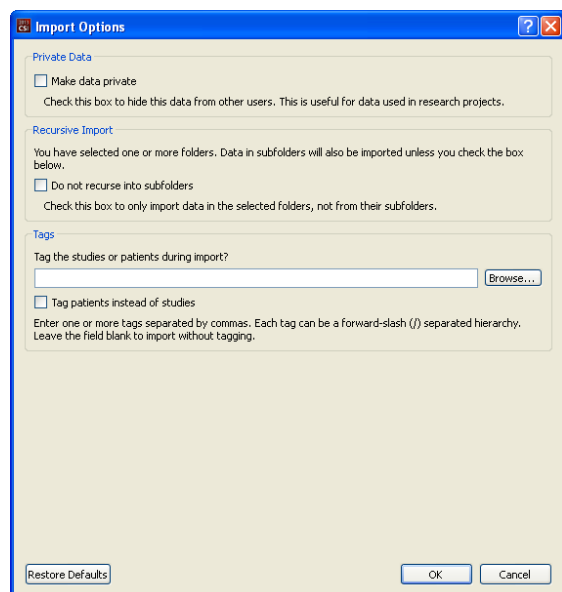 Import Options
Private Data
Make data private
Check this box to hide this data from other users. This is useful for data used in research projects.
Recursive Import
You have selected one or more folders. Data in subfolders will also be imported unless you check the box
below.
Do not recurse into subfolders
Check this box to only import data in the selected folders, not from their subfolders.
Tags
Tag the studies or patients during import?
Browse...
Tag patients instead of studies
Enter one or more tags separated by commas. Each tag can be a forward-slash (/) separated hierarchy.
Leave the field blank to import without tagging.
Restore Defaults
OK
Cancel